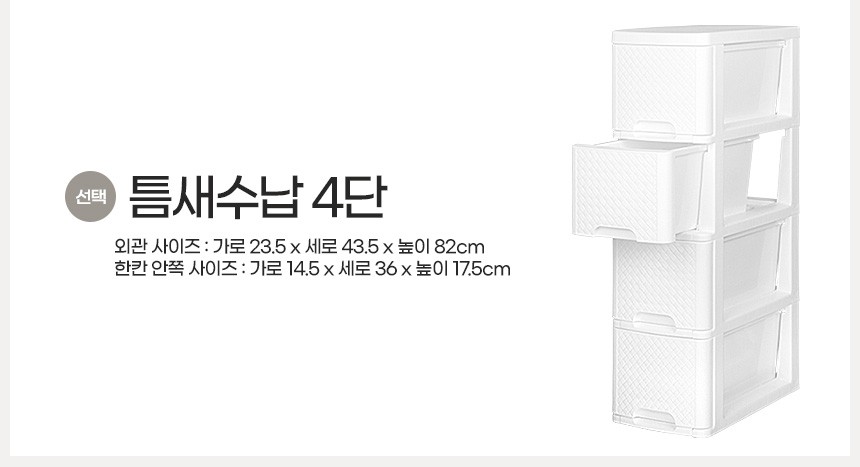 선택
틈새수납 4단
외관 사이즈 : 가로 23.5 x 세로 43.5 x 높이 82cm
한칸 안쪽 사이즈 : 가로 14.5 x 세로 36 x 높이 17.5cm